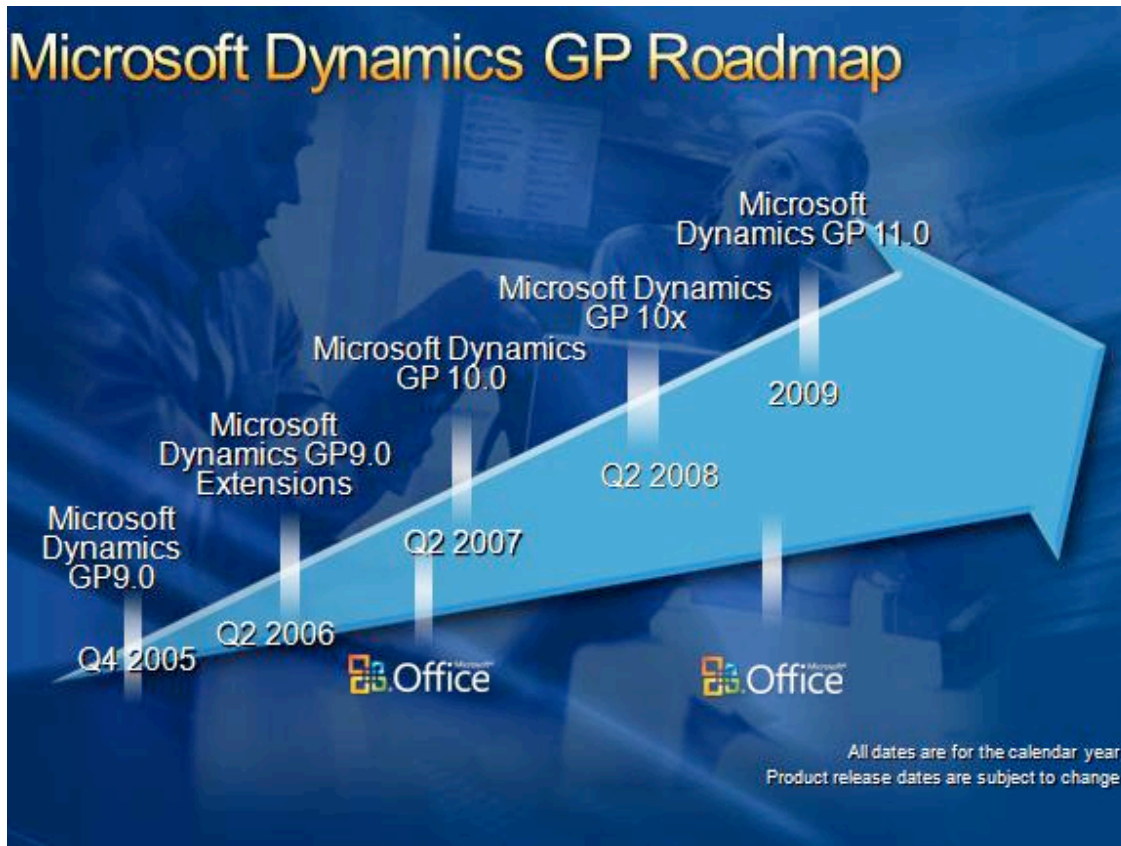 Microsoft Dynamics GP Roadmap
Microsoft
Dynamics GP 11.0
Microsoft Dynamics
GP 10x
Microsoft Dynamics
GP 10.0
2009
Microsoft
Dynamics GP9.0
Extensions
Q2 2008
Microsoft
Dynamics
GP9.0
Q2 2007
Q2 2006
Q4 2005
Microsoft
Office
Microsoft
Office
All dates are for the calendar year
Product release dates are subject to change